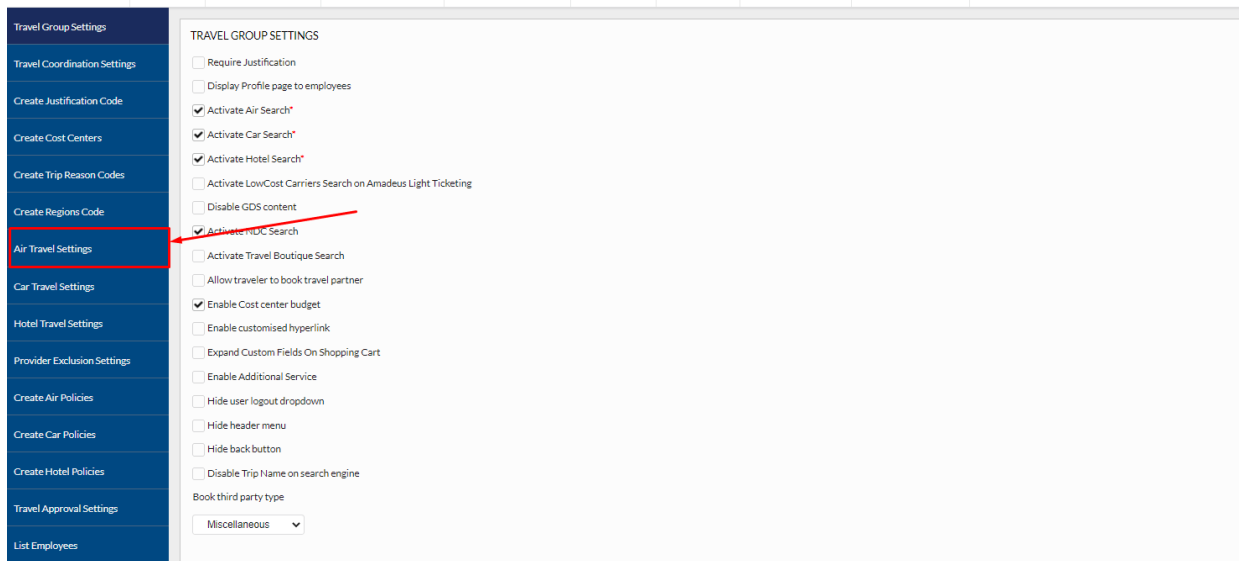 Travel Group Settings
Travel Coordination Settings
Create Justification Code
Create Cost Centers
Create Trip Reason Codes
Create Regions Code
Air Travel Settings
Car Travel Settings
Hotel Travel Settings
Provider Exclusion Settings
Create Air Policies
Create Car Policies
Create Hotel Policies
Travel Approval Settings
List Employees
TRAVEL GROUP SETTINGS
Require Justification
Display Profile page to employees
Activate Air Search*
Activate Car Search*
Activate Hotel Search*
Activate LowCost Carriers Search on Amadeus Light Ticketing
Disable GDS content
Activate NDC Search
Activate Travel Boutique Search
Allow traveler to book travel partner
Enable Cost center budget
Enable customised hyperlink
Expand Custom Fields On Shopping Cart
Enable Additional Service
Hide user logout dropdown
Hide header menu
Hide back button
Disable Trip Name on search engine
Book third party type
Miscellaneous